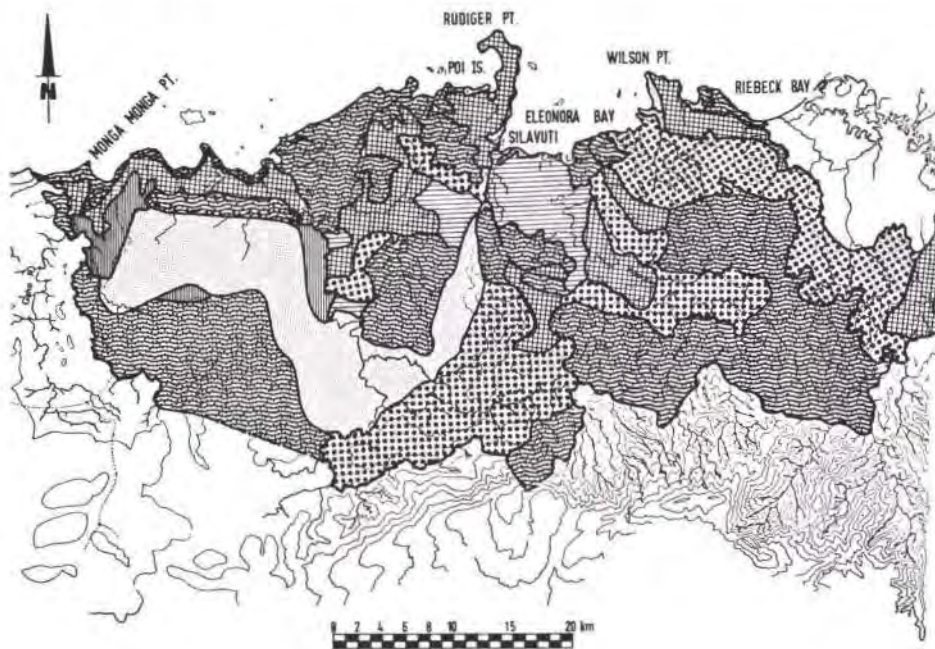 RUDIGER PT.
POI IS.
WILSON PT.
RIEBECK BAY
MONGA MONGA PT.
ELEONORA BAY
SILAVUTI
N
0 2 4 6 8 10 15 20 km